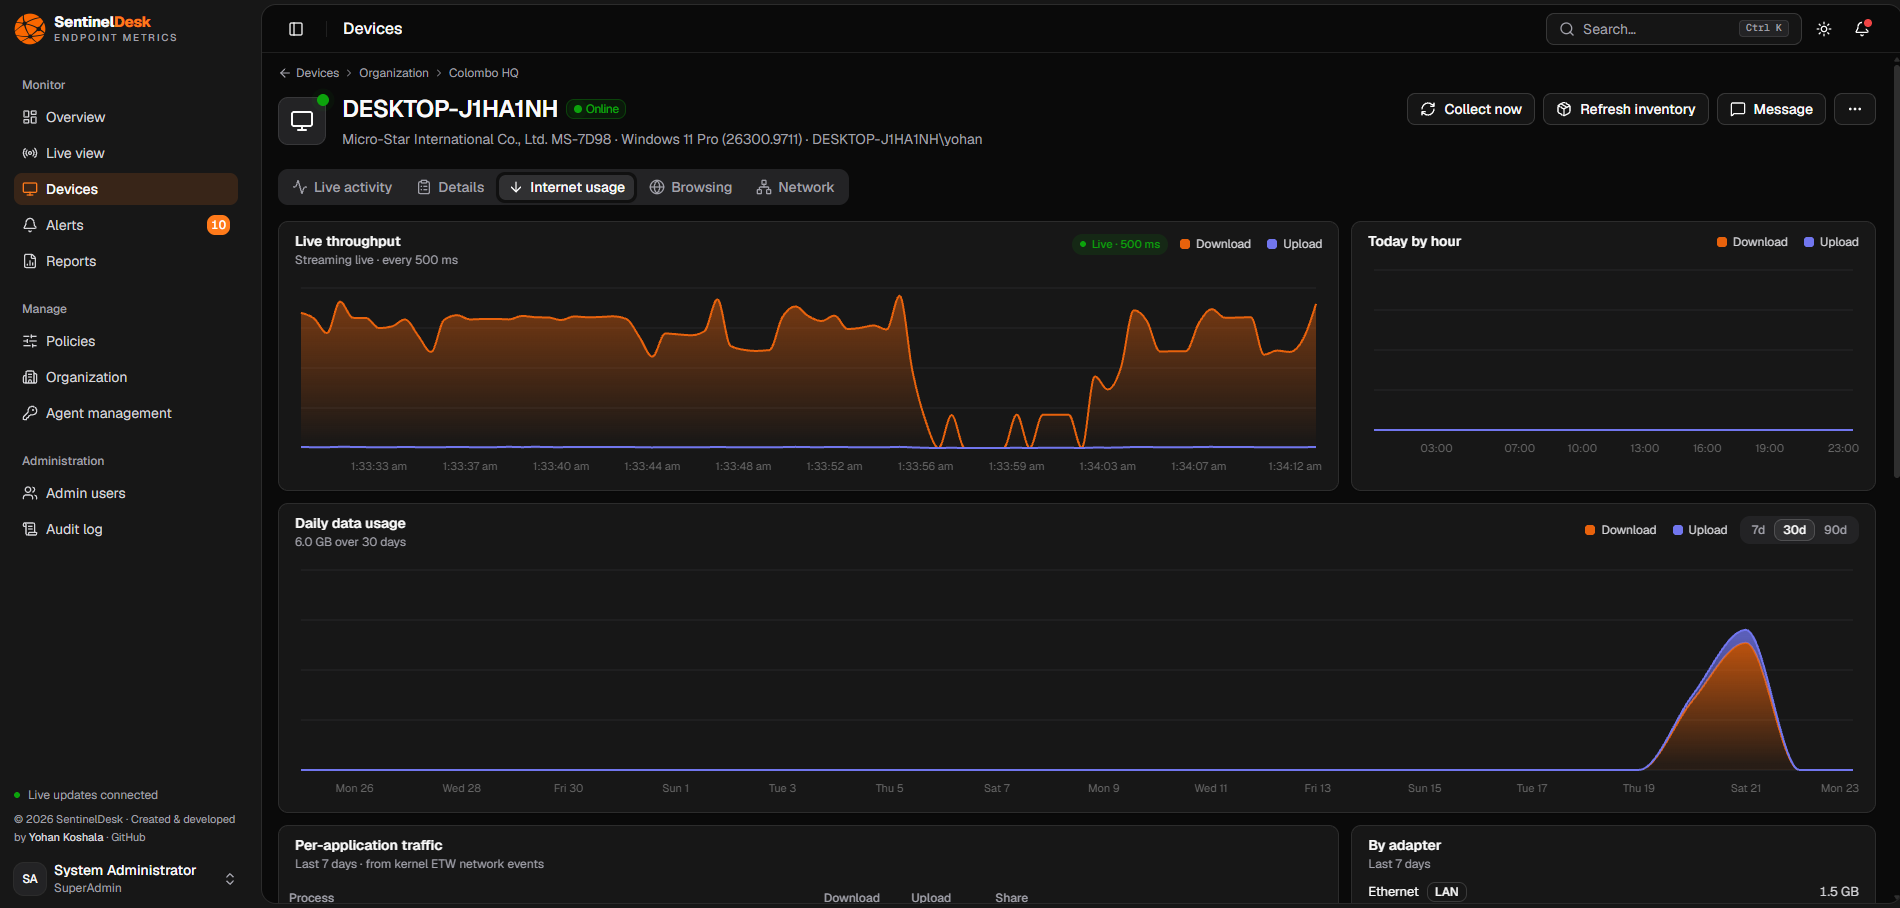 SentinelDesk
ENDPOINT METRICS
Monitor
Overview
Live view
Devices
Alerts 10
Reports
Manage
Policies
Organization
Agent management
Administration
Admin users
Audit log
Live updates connected
© 2026 SentinelDesk · Created & developed
by Yohan Koshala · GitHub
SA
System Administrator
SuperAdmin
Devices
Search... Ctrl K
Devices > Organization > Colombo HQ
DESKTOP-J1HA1NH Online
Micro-Star International Co., Ltd. MS-7D98 · Windows 11 Pro (26300.9711) · DESKTOP-J1HA1NH\yohan
Collect now Refresh inventory Message
Live activity Details Internet usage Browsing Network
Live throughput
Streaming live · every 500 ms
Live · 500 ms Download Upload
1:33:33 am 1:33:37 am 1:33:40 am 1:33:44 am 1:33:48 am 1:33:52 am 1:33:56 am 1:33:59 am 1:34:03 am 1:34:07 am 1:34:12 am
Today by hour Download Upload
03:00 07:00 10:00 13:00 16:00 19:00 23:00
Daily data usage
6.0 GB over 30 days
Download Upload 7d 30d 90d
Mon 26 Wed 28 Fri 30 Sun 1 Tue 3 Thu 5 Sat 7 Mon 9 Wed 11 Fri 13 Sun 15 Tue 17 Thu 19 Sat 21 Mon 23
Per-application traffic
Last 7 days · from kernel ETW network events
Process Download Upload Share
By adapter
Last 7 days
Ethernet LAN 1.5 GB